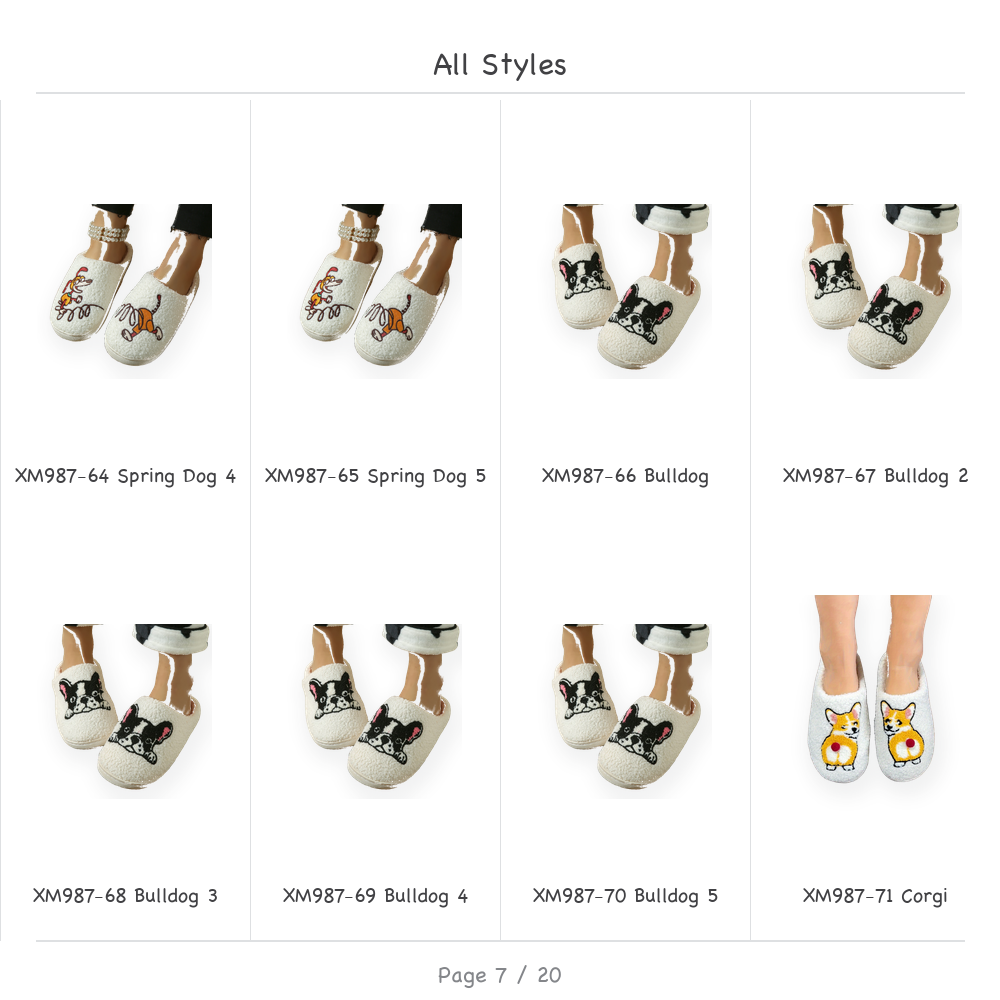 All Styles
XM987-64 Spring Dog 4
XM987-65 Spring Dog 5
XM987-66 Bulldog
XM987-67 Bulldog 2
XM987-68 Bulldog 3
XM987-69 Bulldog 4
XM987-70 Bulldog 5
XM987-71 Corgi
Page 7 / 20